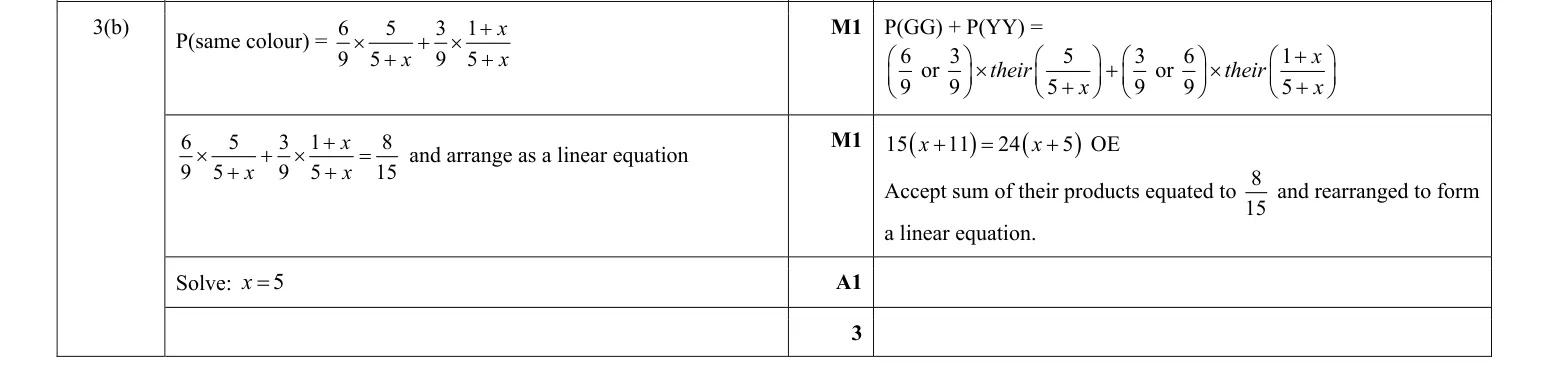 3(b) P(same colour) = 6/9 × 5/(5 + x) + 3/9 × (1 + x)/(5 + x) M1 P(GG) + P(YY) =
(6/9 or 3/9) × their (5/(5 + x)) + (3/9 or 6/9) × their ((1 + x)/(5 + x))
6/9 × 5/(5 + x) + 3/9 × (1 + x)/(5 + x) = 8/15 and arrange as a linear equation M1 15(x + 11) = 24(x + 5) OE
Accept sum of their products equated to 8/15 and rearranged to form
a linear equation.
Solve: x = 5 A1
3